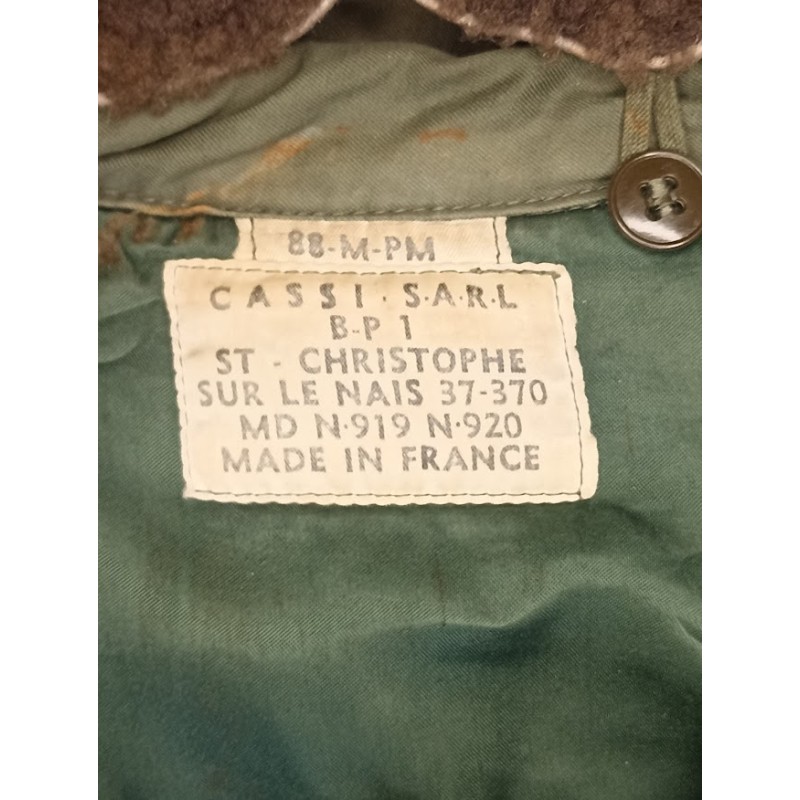 88-M-PM
CASSI·S·A·R·L
B-P 1
ST - CHRISTOPHE
SUR LE NAIS 37-370
MD N·919 N·920
MADE IN FRANCE